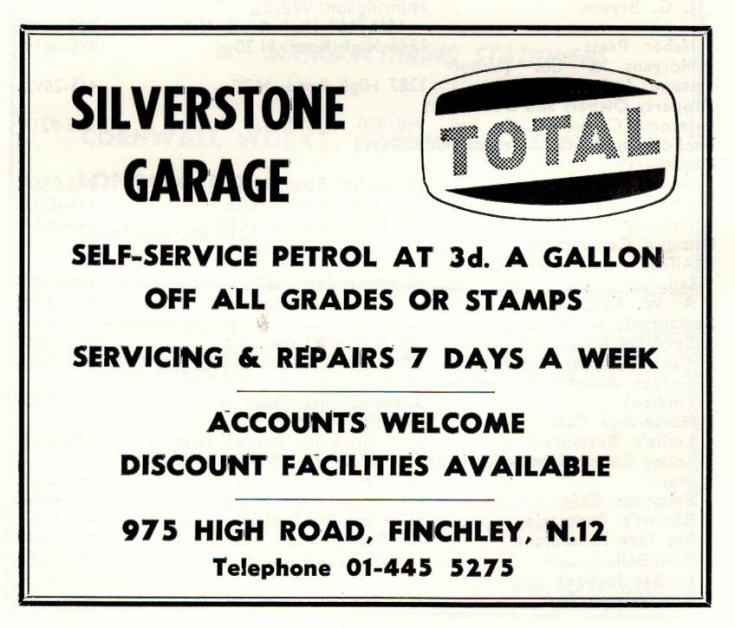 SILVERSTONE
GARAGE
TOTAL
SELF-SERVICE PETROL AT 3d. A GALLON
OFF ALL GRADES OR STAMPS
SERVICING & REPAIRS 7 DAYS A WEEK
ACCOUNTS WELCOME
DISCOUNT FACILITIES AVAILABLE
975 HIGH ROAD, FINCHLEY, N.12
Telephone 01-445 5275